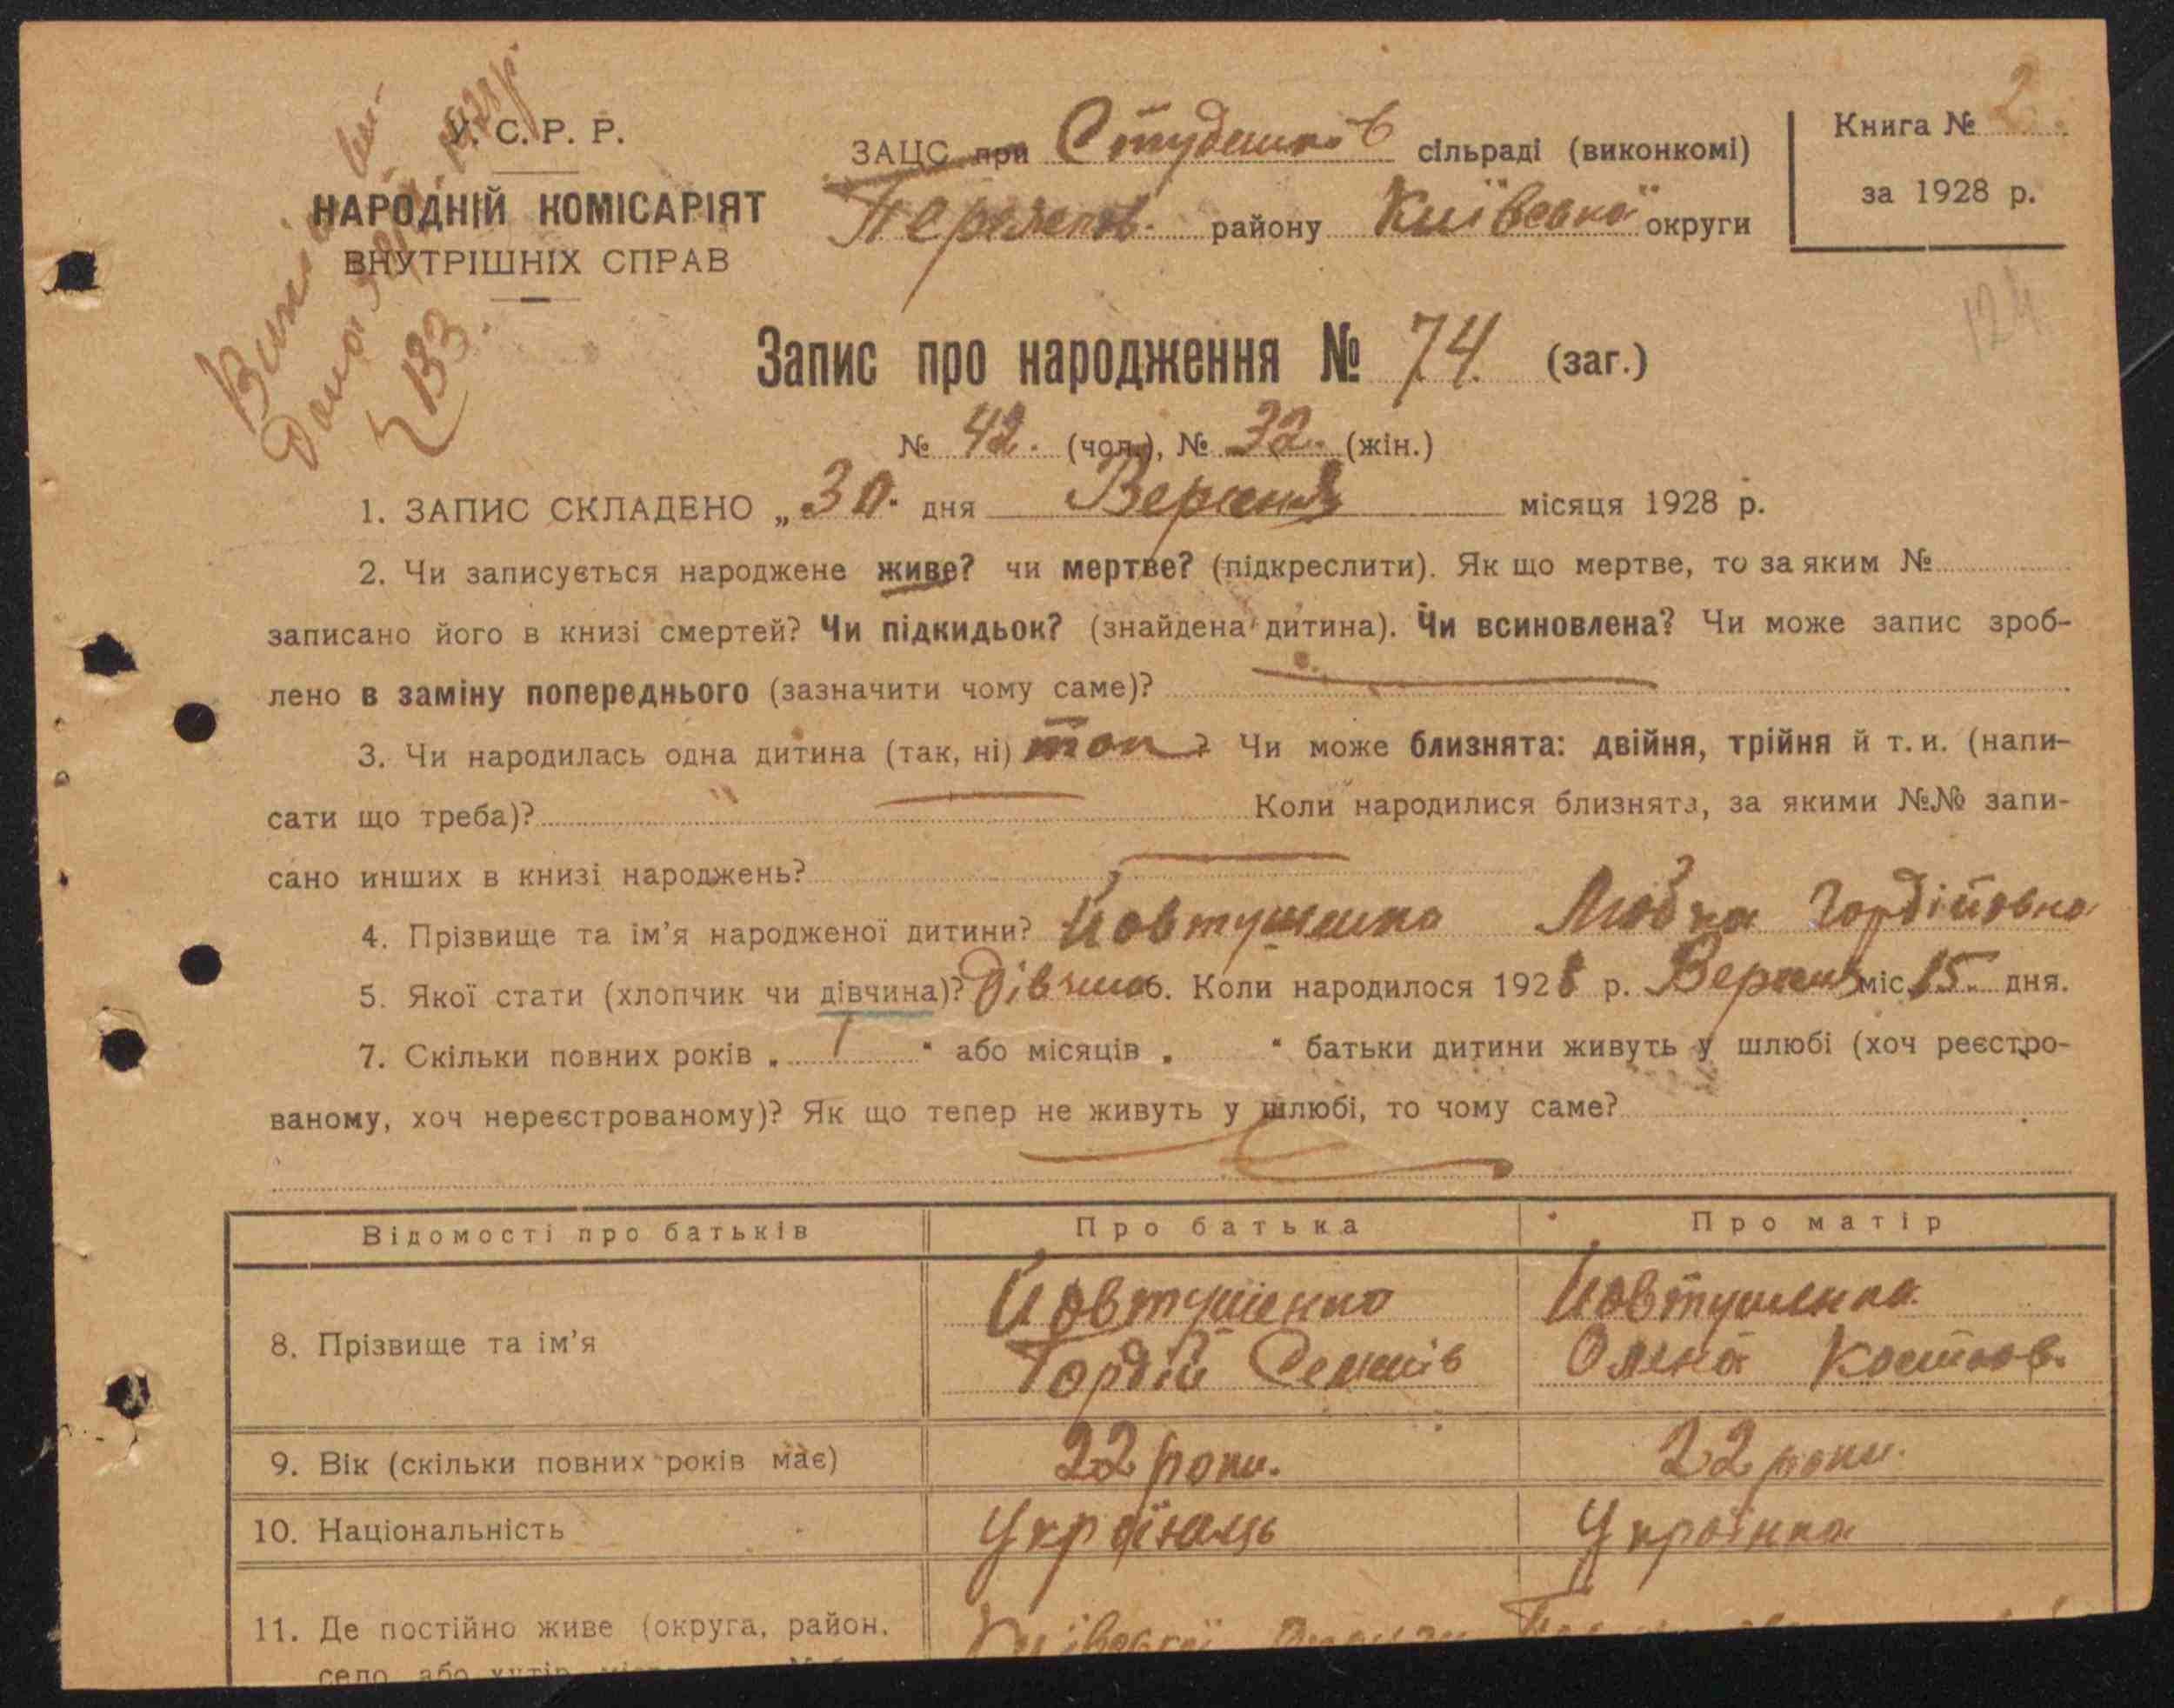 У. С. Р. Р.
НАРОДНІЙ КОМІСАРІЯТ
ВНУТРІШНІХ СПРАВ
133.
ЗАЦС при сільраді (виконкомі)
району Київської округи
Книга № 2.
за 1928 р.
124
Запис про народження № 74. (заг.)
№ 42. (чол.), № 32. (жін.)
1. ЗАПИС СКЛАДЕНО „30. дня Вересня місяця 1928 р.
2. Чи записується народжене живе? чи мертве? (підкреслити). Як що мертве, то за яким №
записано його в книзі смертей? Чи підкидьок? (знайдена дитина). Чи всиновлена? Чи може запис зроб-
лено в заміну попереднього (зазначити чому саме)?
3. Чи народилась одна дитина (так, ні) так ? Чи може близнята: двійня, трійня й т. и. (напи-
сати що треба)? Коли народилися близнята, за якими №№ запи-
сано инших в книзі народжень?
4. Прізвище та ім’я народженої дитини? Йовтушенко Любка Гордійовна
5. Якої стати (хлопчик чи дівчина)? Дівчина 6. Коли народилося 1928 р. Вересня міс. 15. дня.
7. Скільки повних років „ 1 “ або місяців „ “ батьки дитини живуть у шлюбі (хоч реєстро-
ваному, хоч нереєстрованому)? Як що тепер не живуть у шлюбі, то чому саме?
Відомості про батьків Про батька Про матір
8. Прізвище та ім’я
Йовтушенко
Гордій Семенів
Йовтушенко
Олена Костьов.
9. Вік (скільки повних років має) 22 роки. 22 роки.
10. Національність Українець Українка
11. Де постійно живе (округа, район,
село або хутір
Київської округи